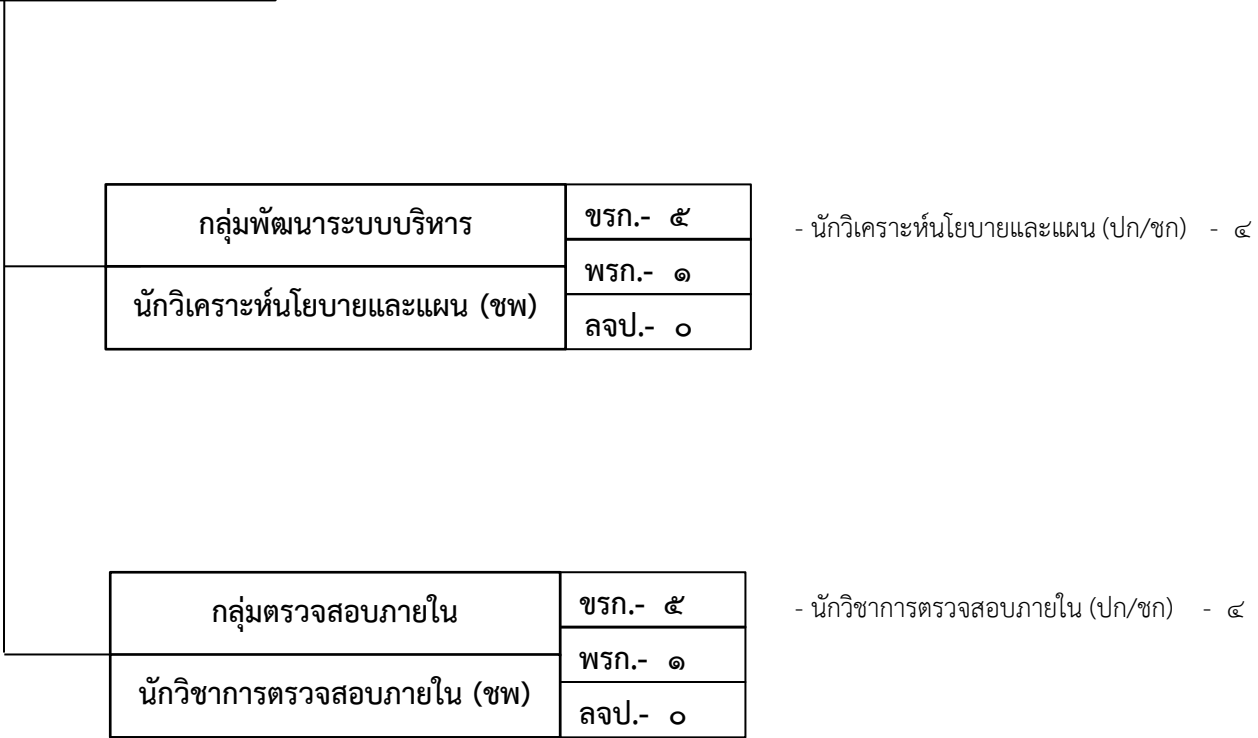 กลุ่มพัฒนาระบบบริหาร
นักวิเคราะห์นโยบายและแผน (ชพ)
ขรก.- ๕
พรก.- ๑
ลจป.- ๐
- นักวิเคราะห์นโยบายและแผน (ปก/ชก) - ๔
กลุ่มตรวจสอบภายใน
นักวิชาการตรวจสอบภายใน (ชพ)
ขรก.- ๕
พรก.- ๑
ลจป.- ๐
- นักวิชาการตรวจสอบภายใน (ปก/ชก) - ๔